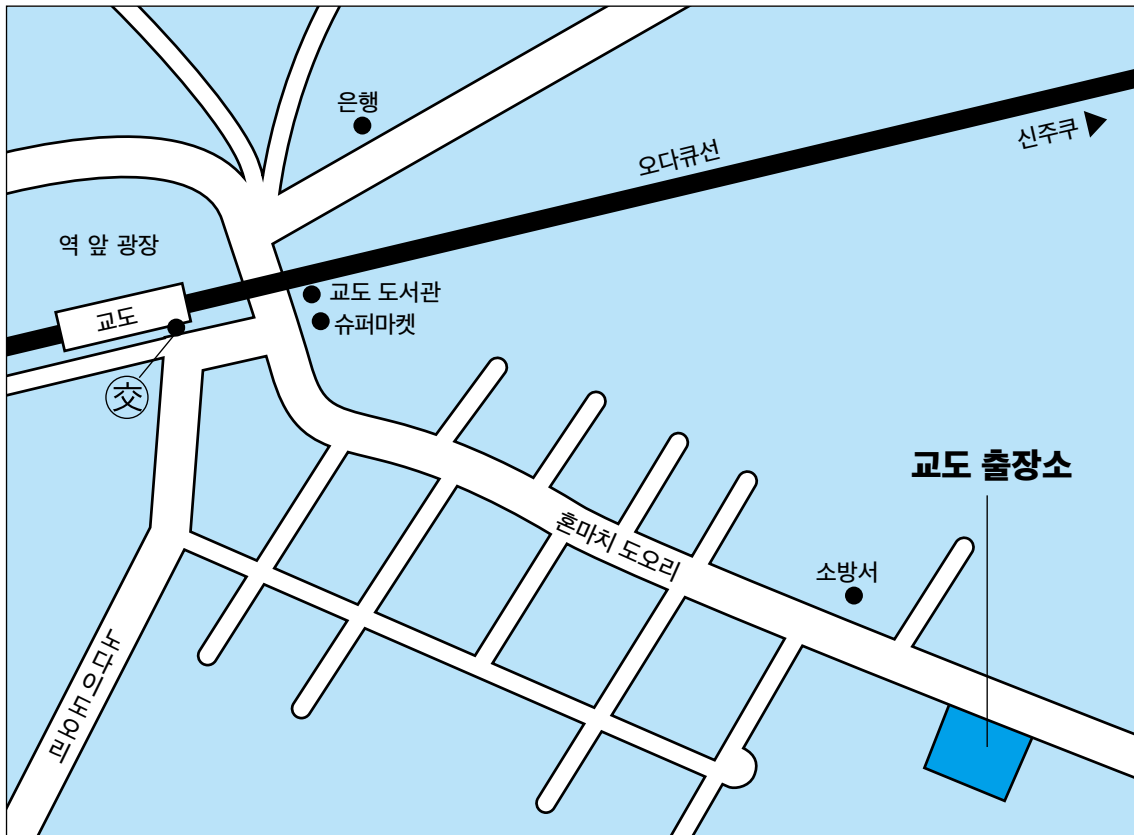 은행
오다큐선
신주쿠
역 앞 광장
교도 도서관
슈퍼마켓
교도
交
교도 출장소
혼마치 도오리
소방서
노다이도오리